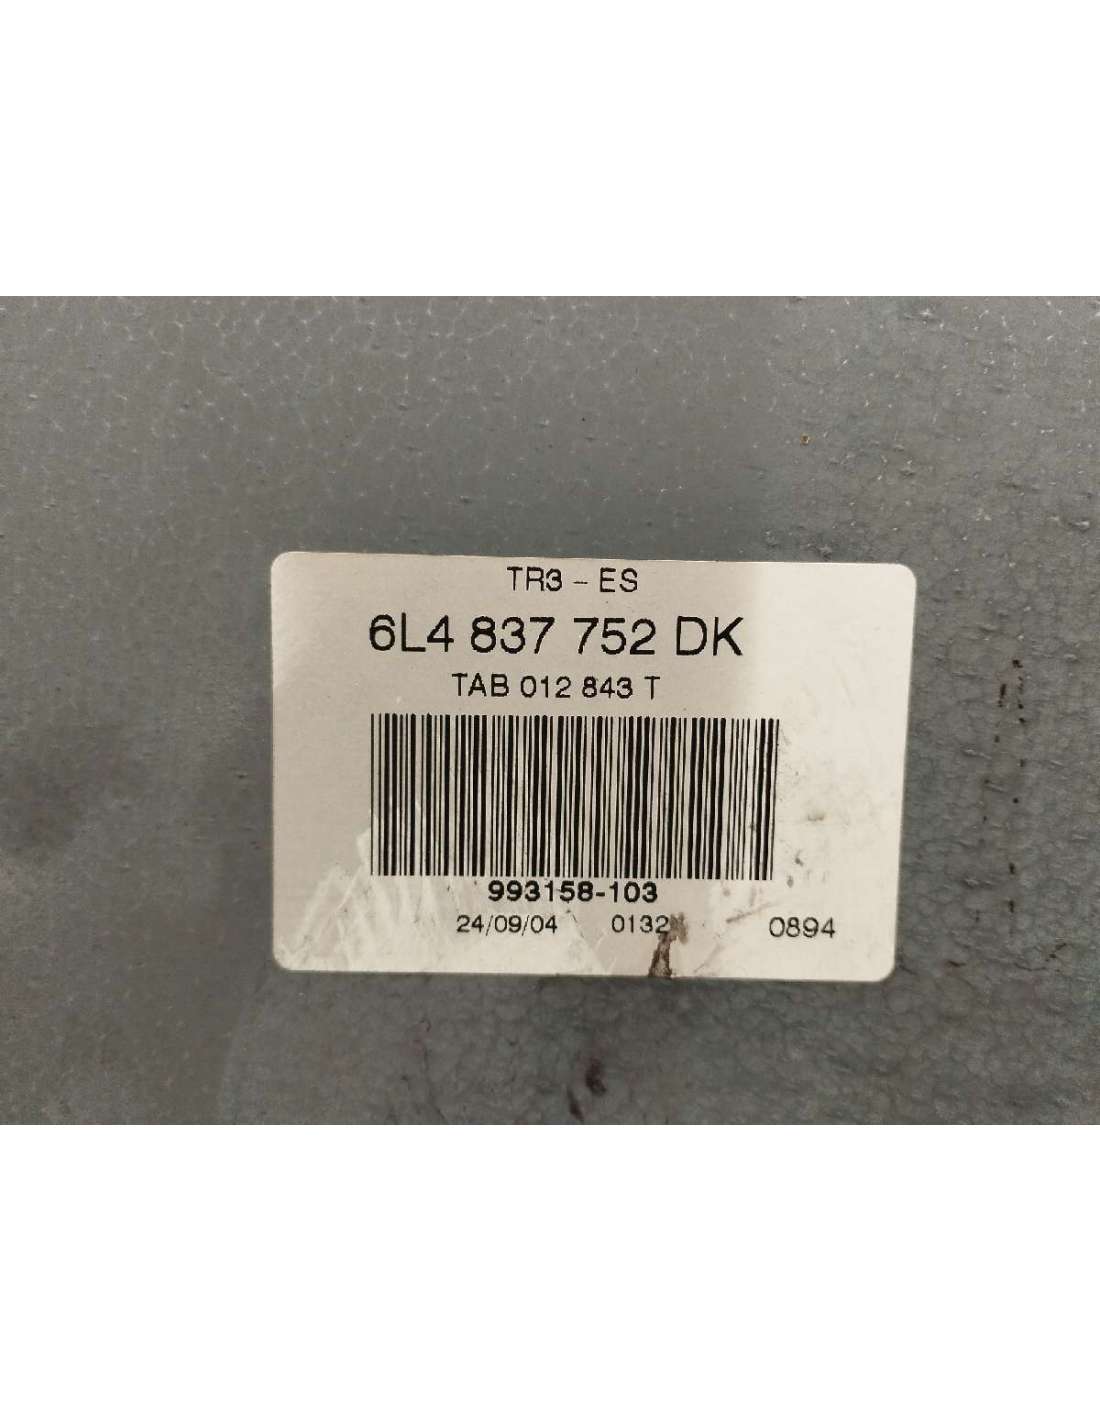 TR3 - ES
6L4 837 752 DK
TAB 012 843 T
993158-103
24/09/04 0132 0894